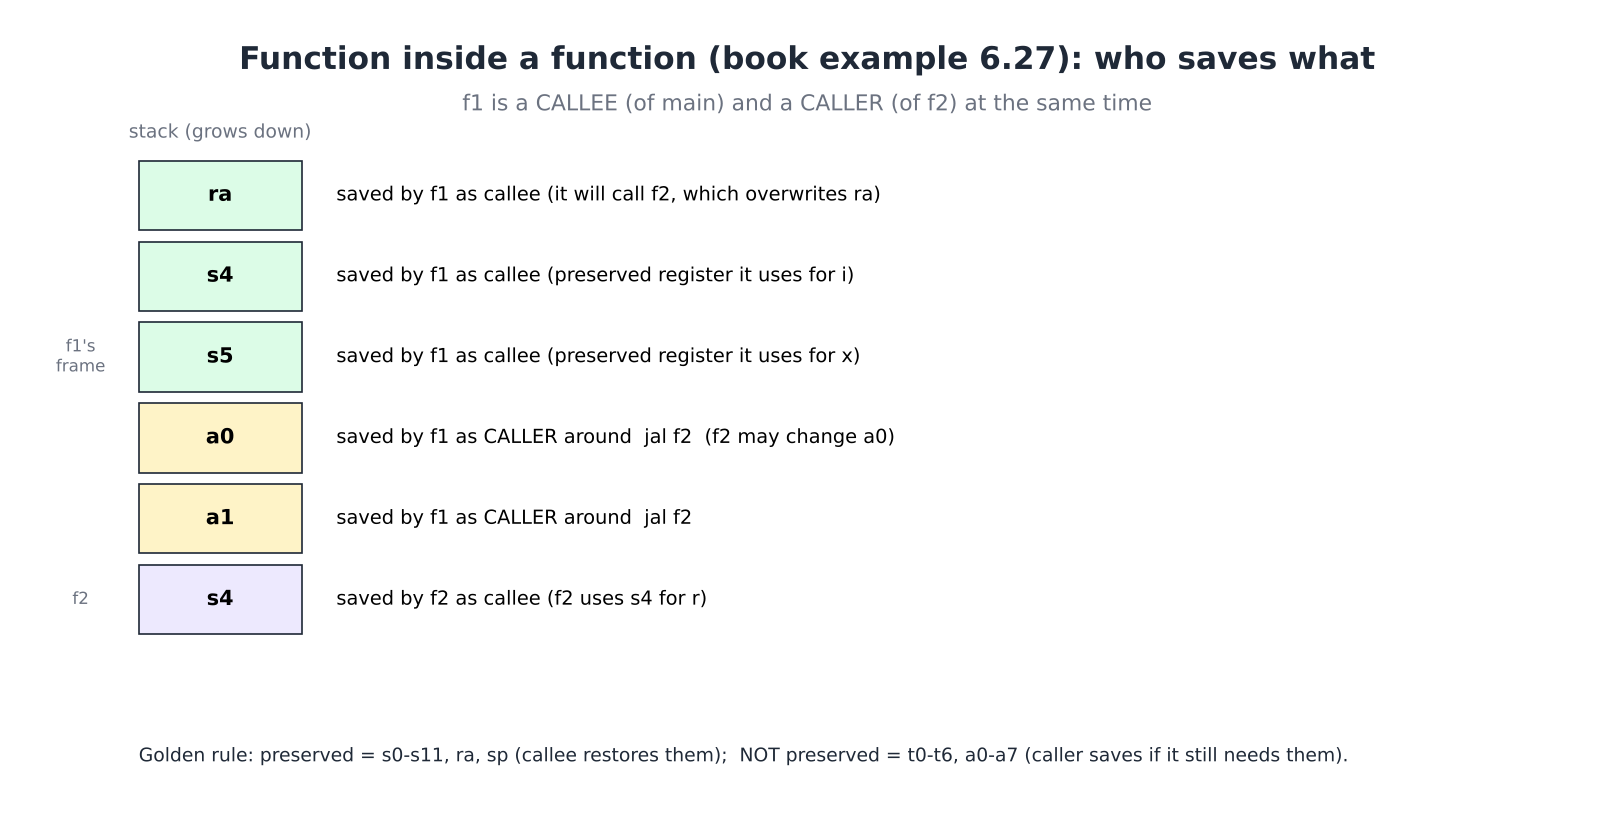 Function inside a function (book example 6.27): who saves what
f1 is a CALLEE (of main) and a CALLER (of f2) at the same time
stack (grows down)
ra
saved by f1 as callee (it will call f2, which overwrites ra)
s4
saved by f1 as callee (preserved register it uses for i)
f1's
frame
s5
saved by f1 as callee (preserved register it uses for x)
a0
saved by f1 as CALLER around  jal f2  (f2 may change a0)
a1
saved by f1 as CALLER around  jal f2
f2
s4
saved by f2 as callee (f2 uses s4 for r)
Golden rule: preserved = s0-s11, ra, sp (callee restores them);  NOT preserved = t0-t6, a0-a7 (caller saves if it still needs them).